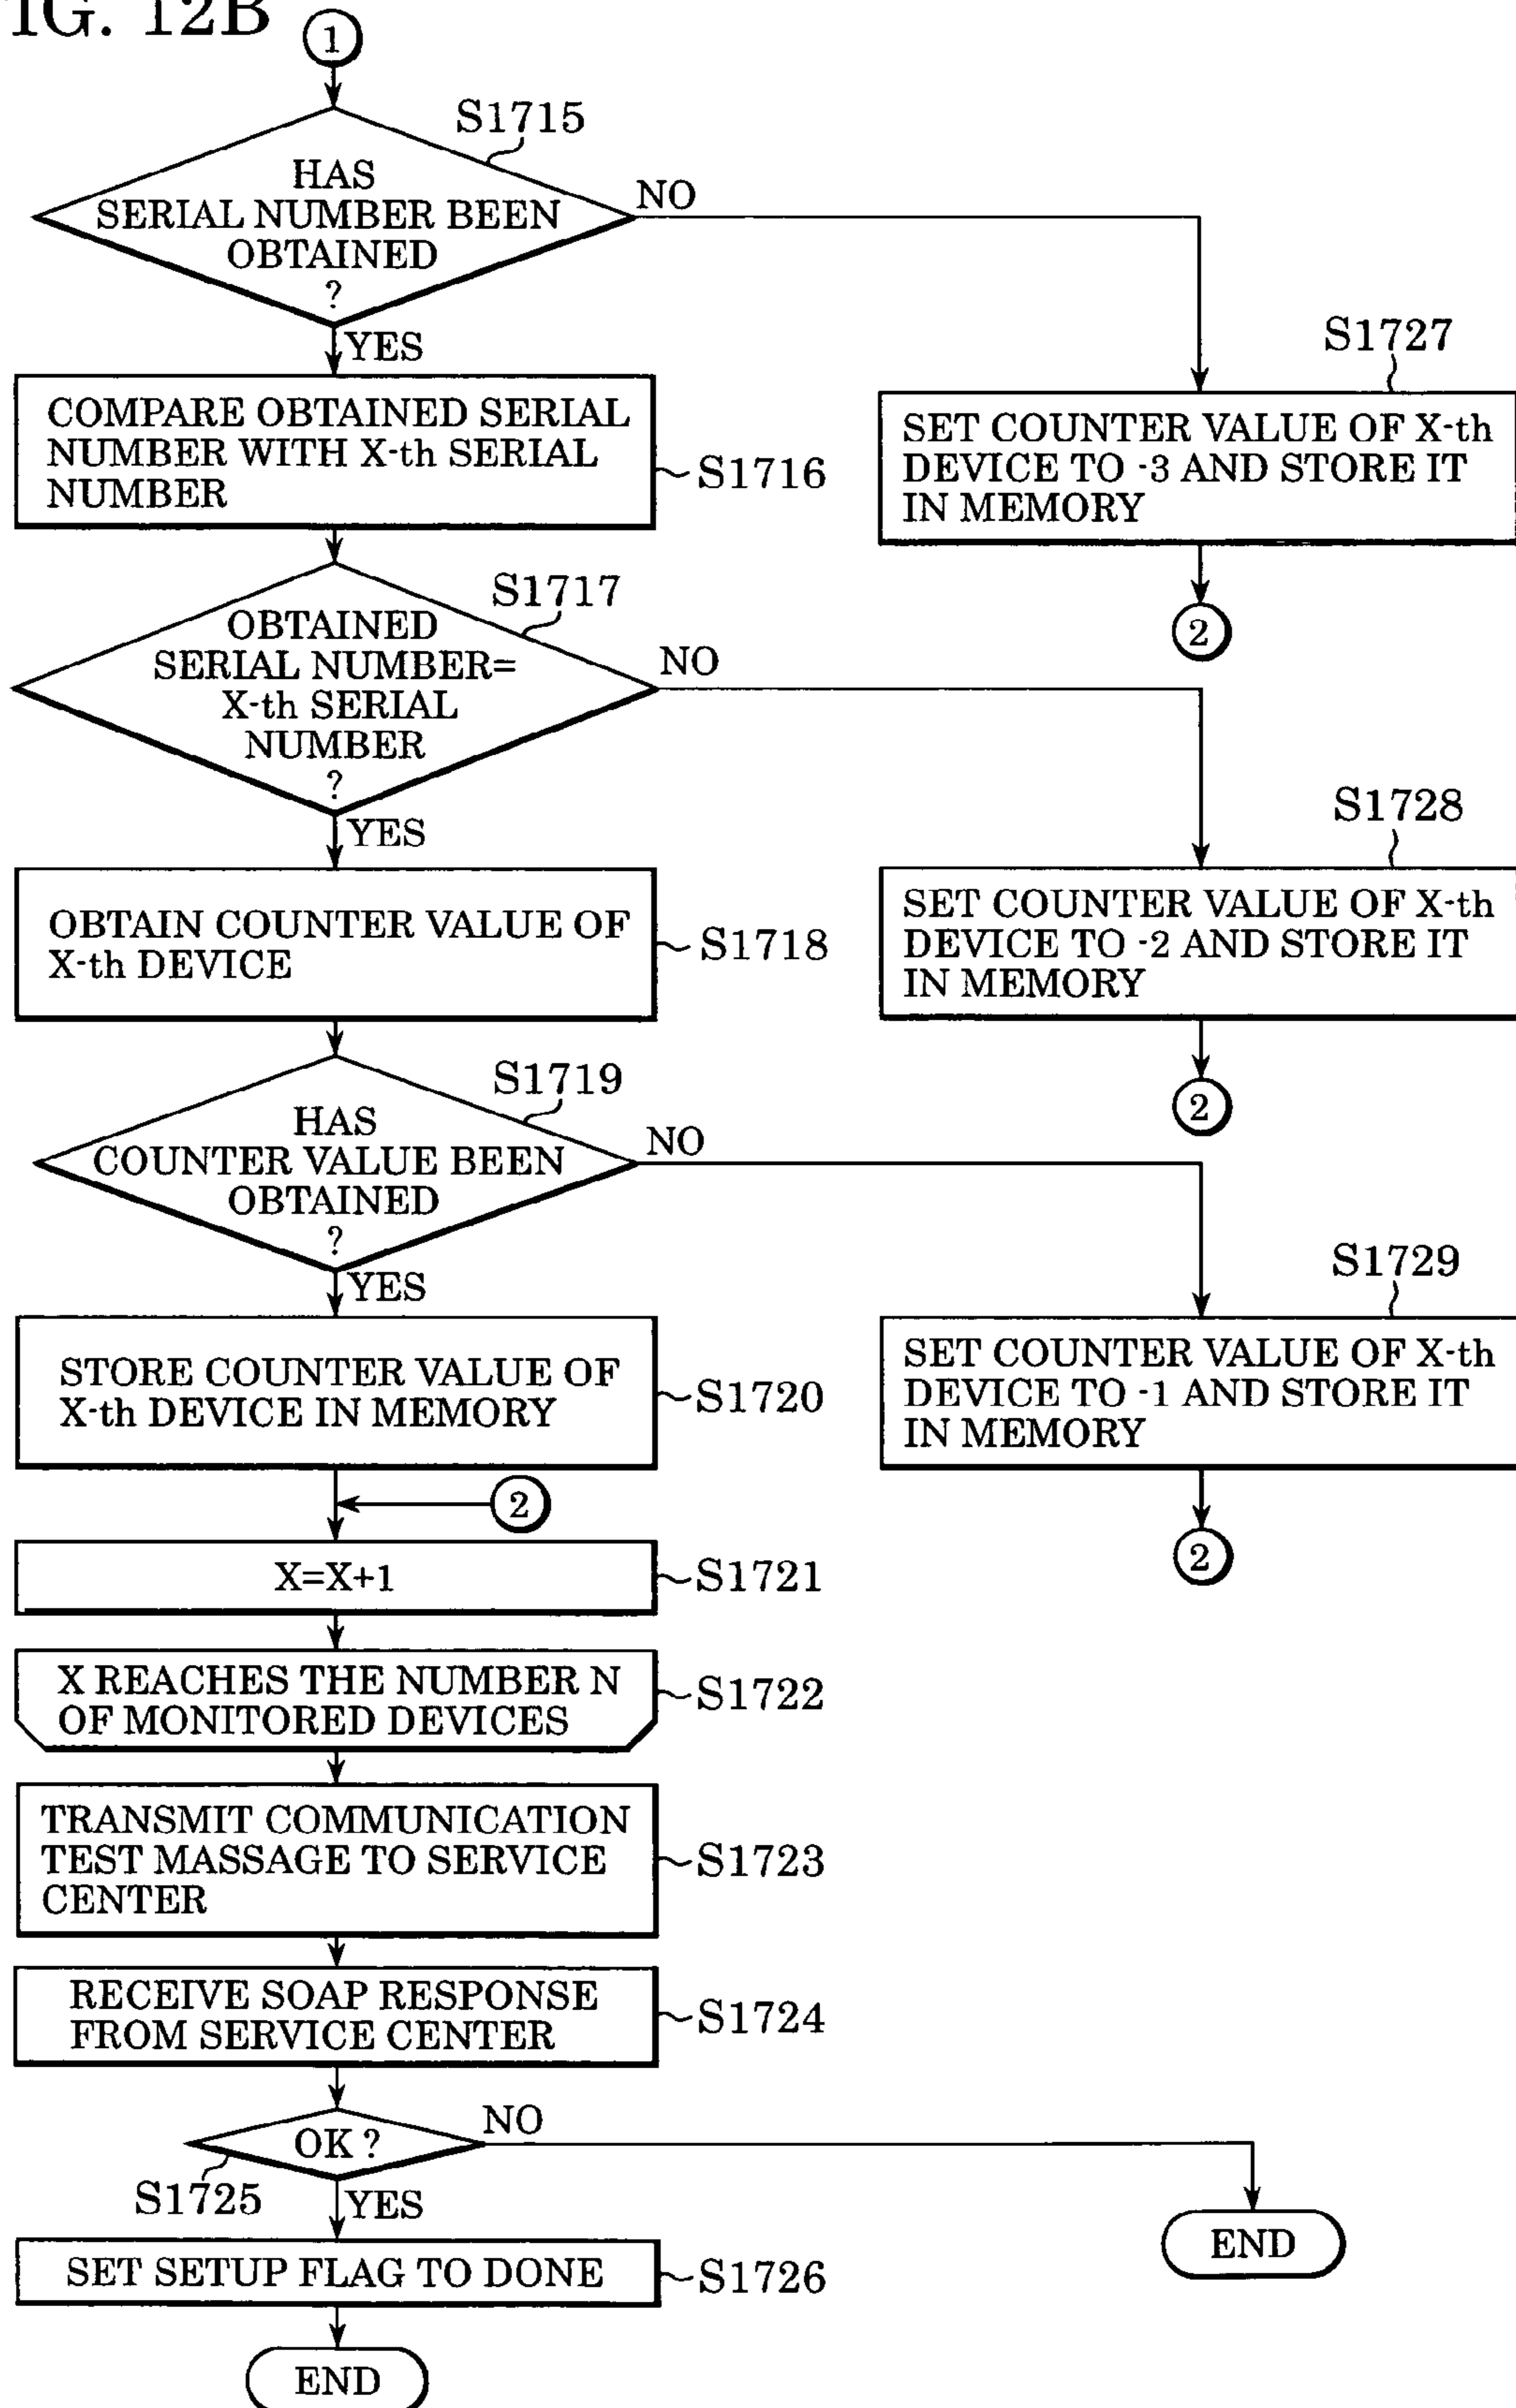 IG. 12B
1
S1715
HAS
SERIAL NUMBER BEEN
OBTAINED
?
NO
YES
S1727
COMPARE OBTAINED SERIAL
NUMBER WITH X-th SERIAL
NUMBER
S1716
SET COUNTER VALUE OF X-th
DEVICE TO -3 AND STORE IT
IN MEMORY
2
S1717
OBTAINED
SERIAL NUMBER=
X-th SERIAL
NUMBER
?
NO
YES
S1728
OBTAIN COUNTER VALUE OF
X-th DEVICE
S1718
SET COUNTER VALUE OF X-th
DEVICE TO -2 AND STORE IT
IN MEMORY
2
S1719
HAS
COUNTER VALUE BEEN
OBTAINED
?
NO
YES
S1729
STORE COUNTER VALUE OF
X-th DEVICE IN MEMORY
S1720
SET COUNTER VALUE OF X-th
DEVICE TO -1 AND STORE IT
IN MEMORY
2
2
X=X+1
S1721
X REACHES THE NUMBER N
OF MONITORED DEVICES
S1722
TRANSMIT COMMUNICATION
TEST MASSAGE TO SERVICE
CENTER
S1723
RECEIVE SOAP RESPONSE
FROM SERVICE CENTER
S1724
OK ?
NO
S1725
YES
END
SET SETUP FLAG TO DONE
S1726
END